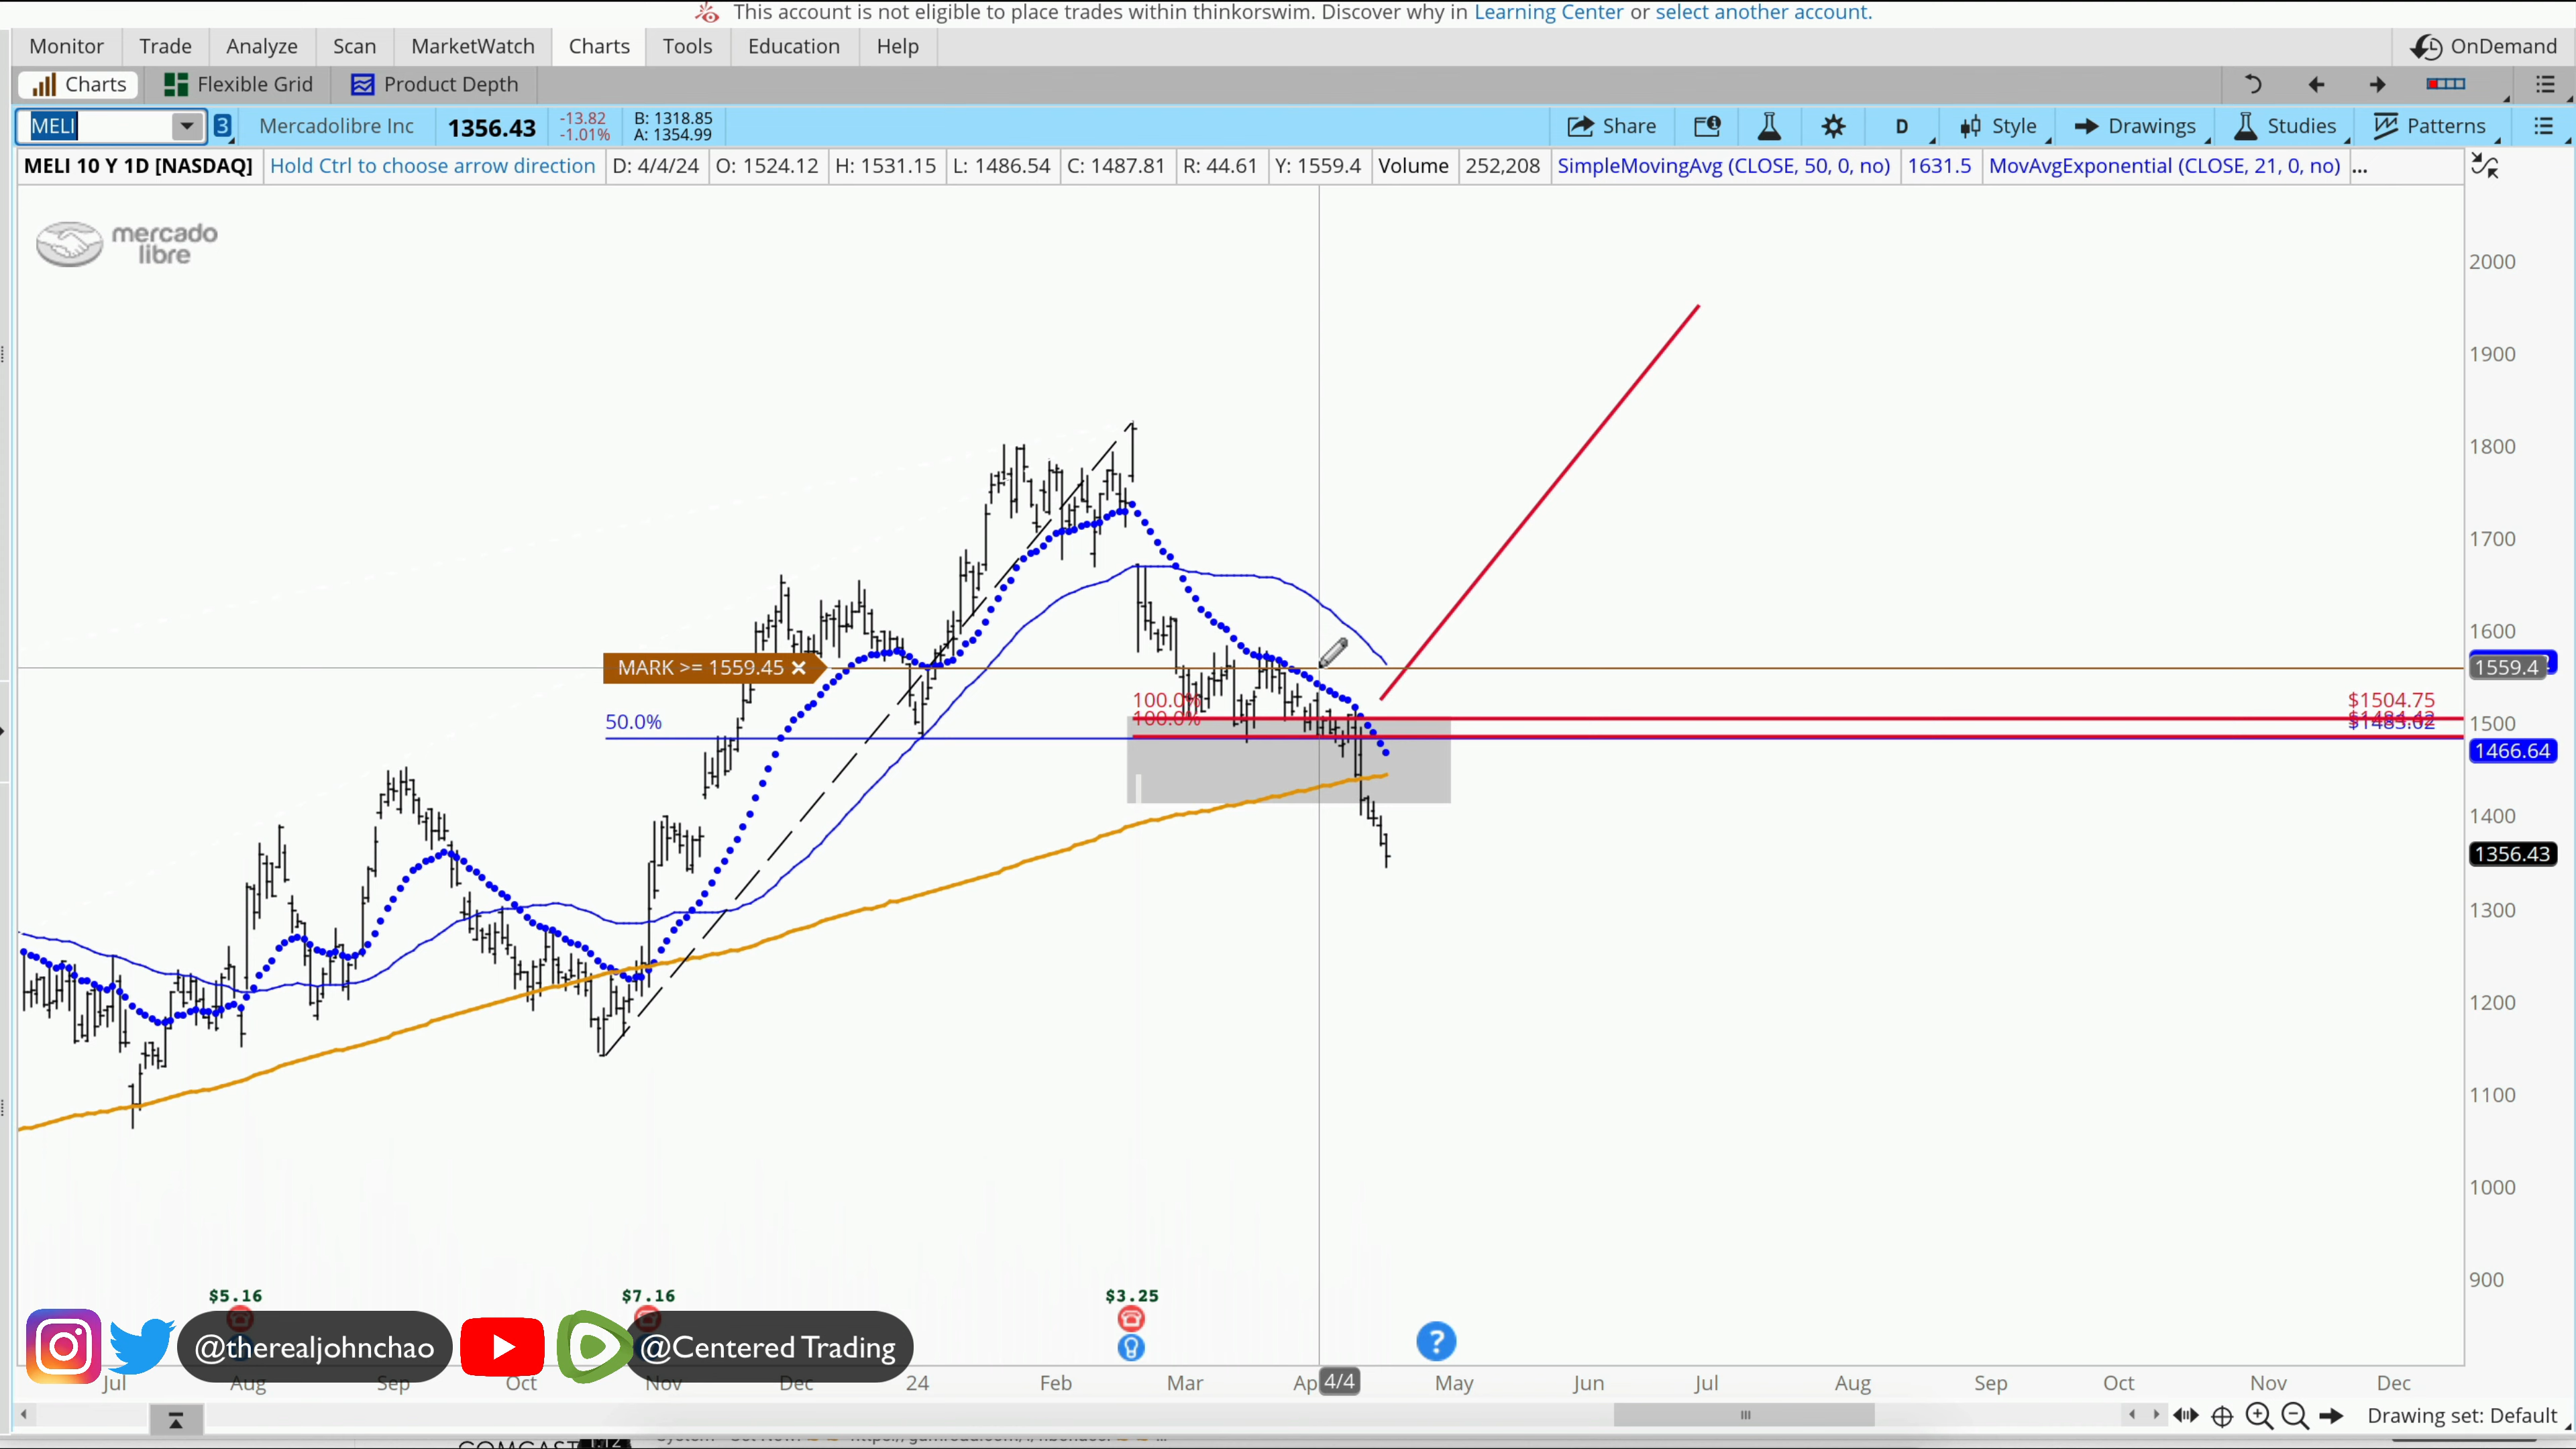 This account is not eligible to place trades within thinkorswim. Discover why in Learning Center or select another account.
Monitor Trade Analyze Scan MarketWatch Charts Tools Education Help OnDemand
Charts Flexible Grid Product Depth
MELI 3 Mercadolibre Inc 1356.43 -13.82 -1.01% B: 1318.85 A: 1354.99 Share D Style Drawings Studies Patterns
MELI 10 Y 1D [NASDAQ] Hold Ctrl to choose arrow direction D: 4/4/24 O: 1524.12 H: 1531.15 L: 1486.54 C: 1487.81 R: 44.61 Y: 1559.4 Volume 252,208 SimpleMovingAvg (CLOSE, 50, 0, no) 1631.5 MovAvgExponential (CLOSE, 21, 0, no) ...
mercado
libre
2000
1900
1800
1700
1600
MARK >= 1559.45
1559.4
100.0%
$1504.75
100.0%
50.0%
1500
1466.64
1400
1356.43
1300
1200
1100
1000
900
$5.16 $7.16 $3.25
@therealjohnchao @Centered Trading ?
Jul Aug Sep Oct Nov Dec 24 Feb Mar Ap 4/4 May Jun Jul Aug Sep Oct Nov Dec
Drawing set: Default